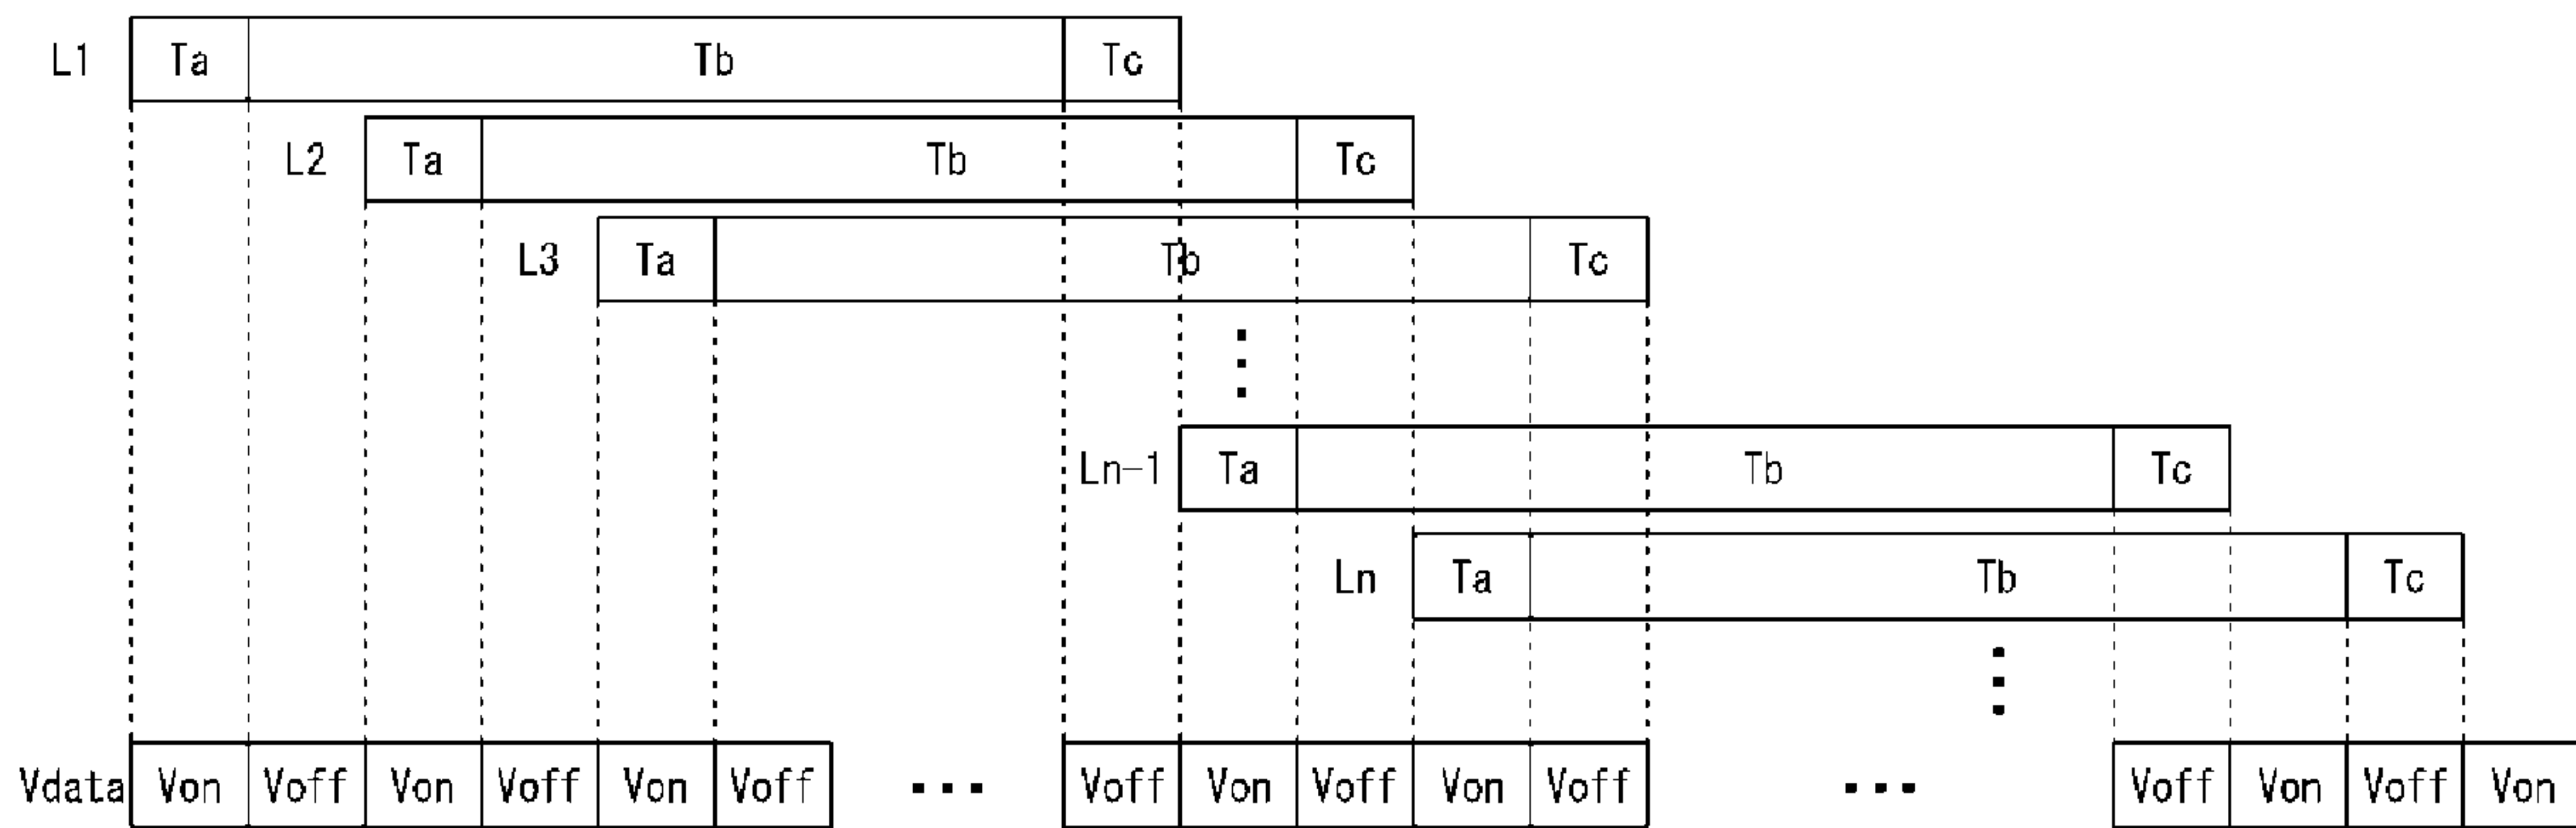 L1 Ta Tb Tc
L2 Ta Tb Tc
L3 Ta Tb Tc
Ln-1 Ta Tb Tc
Ln Ta Tb Tc
Vdata Von Voff Von Voff Von Voff ... Voff Von Voff Von Voff ... Voff Von Voff Von